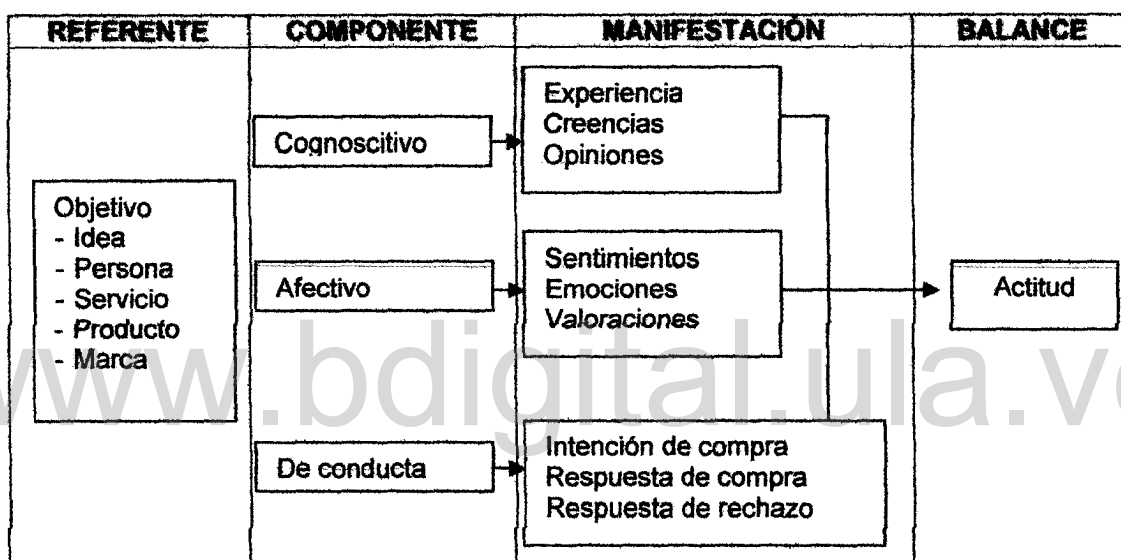 REFERENTE COMPONENTE MANIFESTACIÓN BALANCE
Objetivo
- Idea
- Persona
- Servicio
- Producto
- Marca
Cognoscitivo
Experiencia
Creencias
Opiniones
Afectivo
Sentimientos
Emociones
Valoraciones
Actitud
De conducta
Intención de compra
Respuesta de compra
Respuesta de rechazo
www.bdigital.ula.ve